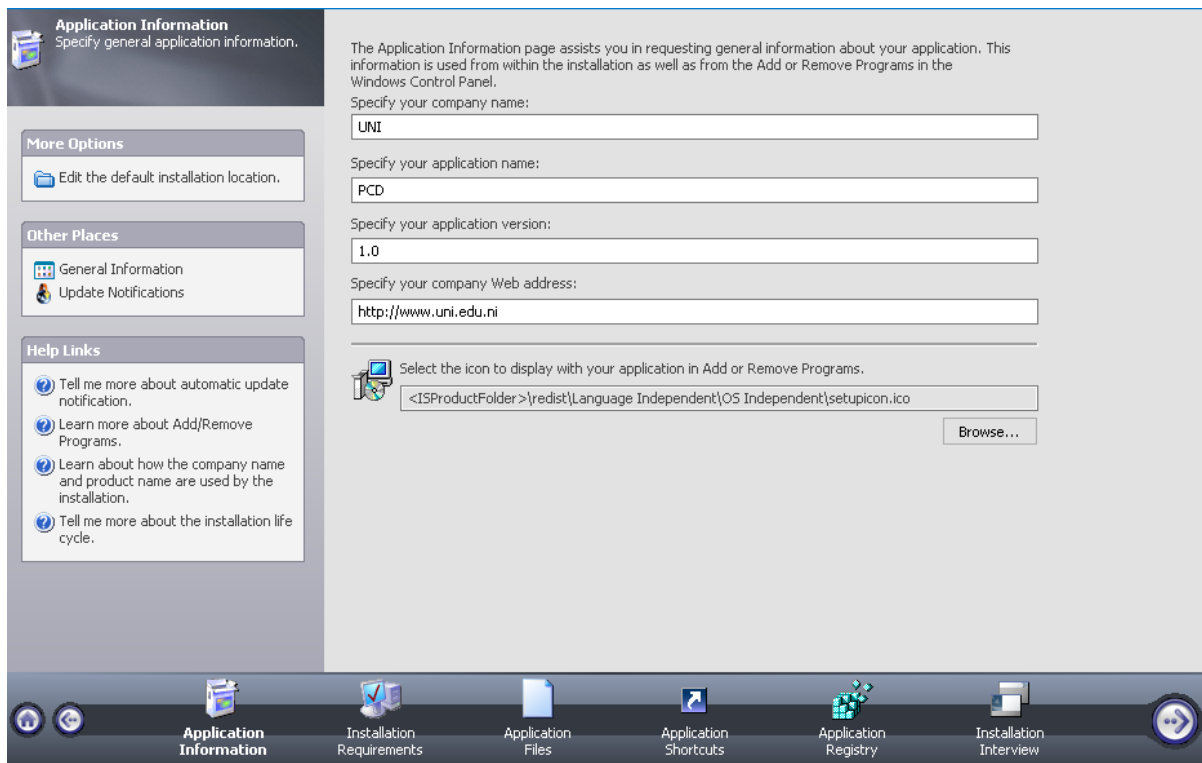 Application Information
Specify general application information.
More Options
Edit the default installation location.
Other Places
General Information
Update Notifications
Help Links
Tell me more about automatic update
notification.
Learn more about Add/Remove
Programs.
Learn about how the company name
and product name are used by the
installation.
Tell me more about the installation life
cycle.
The Application Information page assists you in requesting general information about your application. This
information is used from within the installation as well as from the Add or Remove Programs in the
Windows Control Panel.
Specify your company name:
UNI
Specify your application name:
PCD
Specify your application version:
1.0
Specify your company Web address:
http://www.uni.edu.ni
Select the icon to display with your application in Add or Remove Programs.
<ISProductFolder>\redist\Language Independent\OS Independent\setupicon.ico
Browse...
Application
Information
Installation
Requirements
Application
Files
Application
Shortcuts
Application
Registry
Installation
Interview